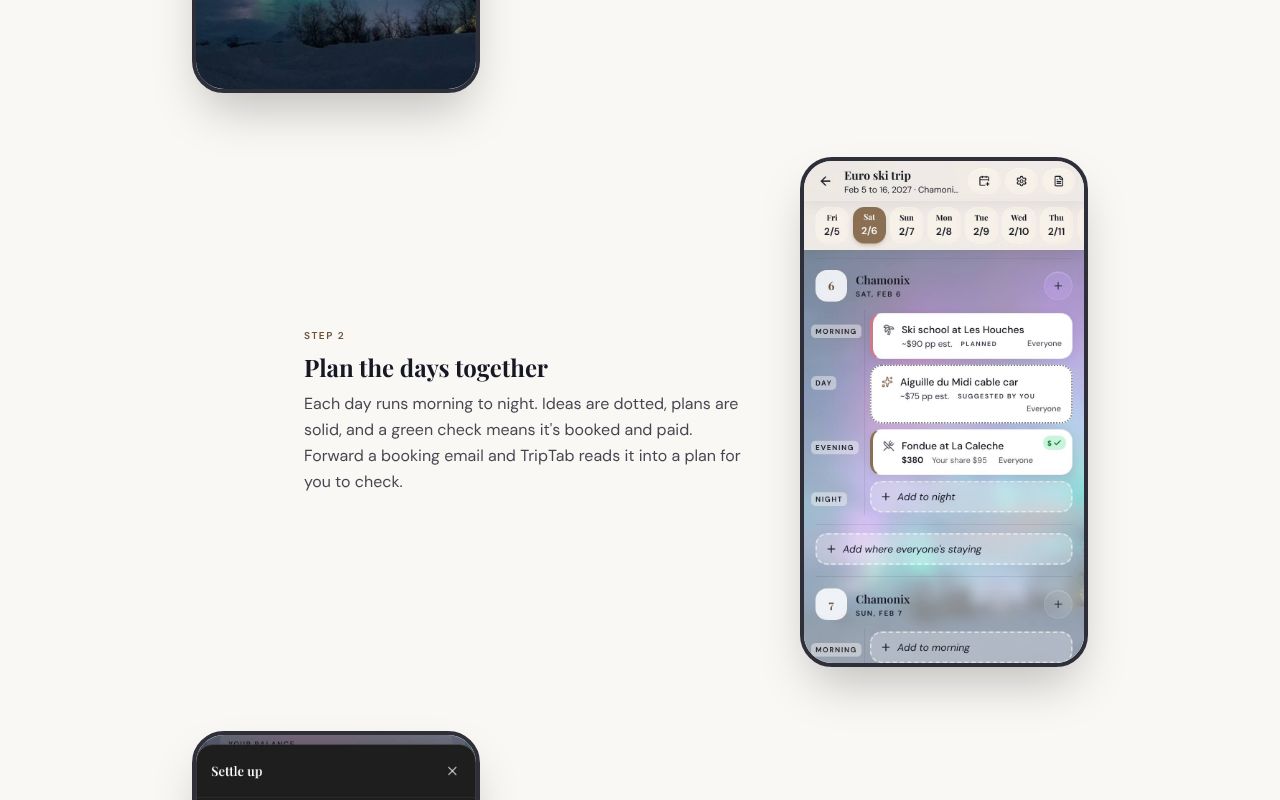 Euro ski trip
Feb 5 to 16, 2027 · Chamoni...
Fri Sat Sun Mon Tue Wed Thu
2/5 2/6 2/7 2/8 2/9 2/10 2/11
6 Chamonix
SAT, FEB 6
STEP 2
Plan the days together
Each day runs morning to night. Ideas are dotted, plans are
solid, and a green check means it's booked and paid.
Forward a booking email and TripTab reads it into a plan for
you to check.
MORNING
Ski school at Les Houches
~$90 pp est. PLANNED Everyone
DAY
Aiguille du Midi cable car
~$75 pp est. SUGGESTED BY YOU
Everyone
EVENING
Fondue at La Caleche $ ✓
$380 Your share $95 Everyone
NIGHT
+ Add to night
+ Add where everyone's staying
7 Chamonix
SUN, FEB 7
MORNING
+ Add to morning
YOUR BALANCE
Settle up